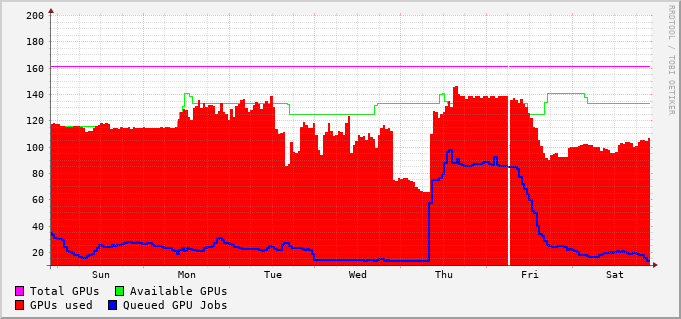 200
180
160
140
120
100
80
60
40
20
Sun Mon Tue Wed Thu Fri Sat
Total GPUs Available GPUs
GPUs used Queued GPU Jobs
RRDTOOL / TOBI OETIKER